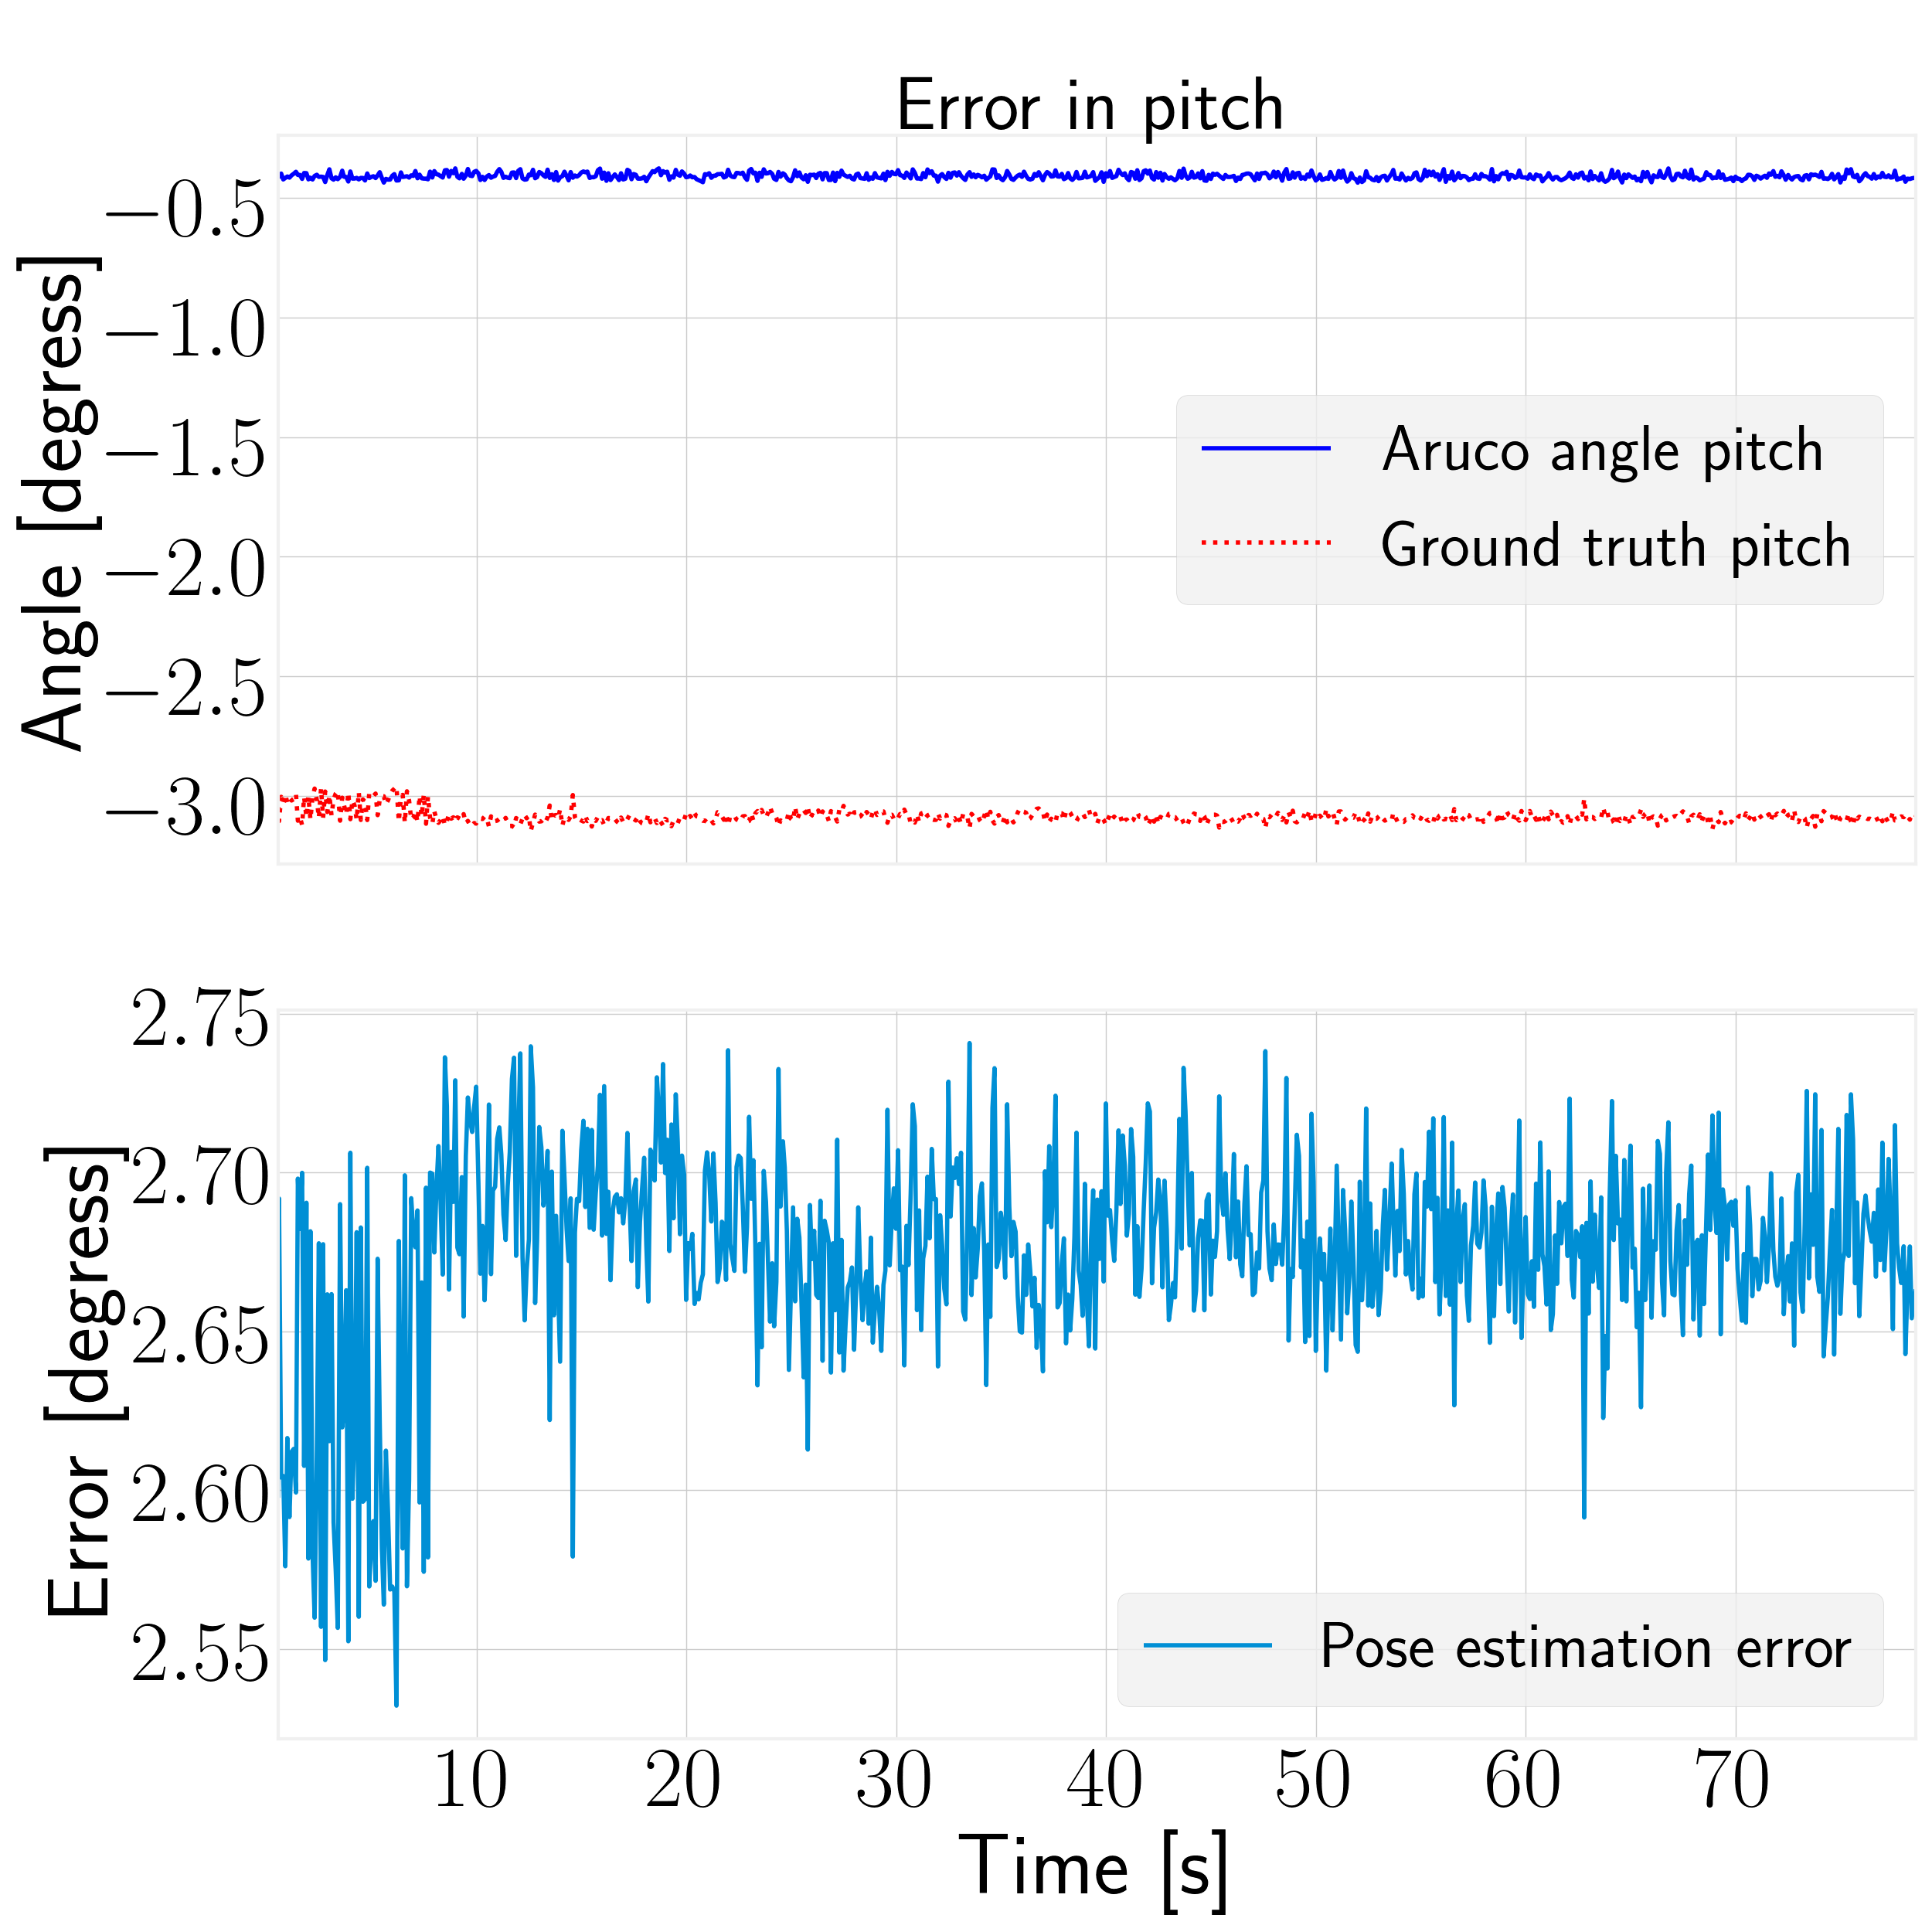 Error in pitch
Angle [degress]
−0.5
−1.0
−1.5
−2.0
−2.5
−3.0
Aruco angle pitch
Ground truth pitch
Error [degress]
2.75
2.70
2.65
2.60
2.55
Pose estimation error
10 20 30 40 50 60 70
Time [s]